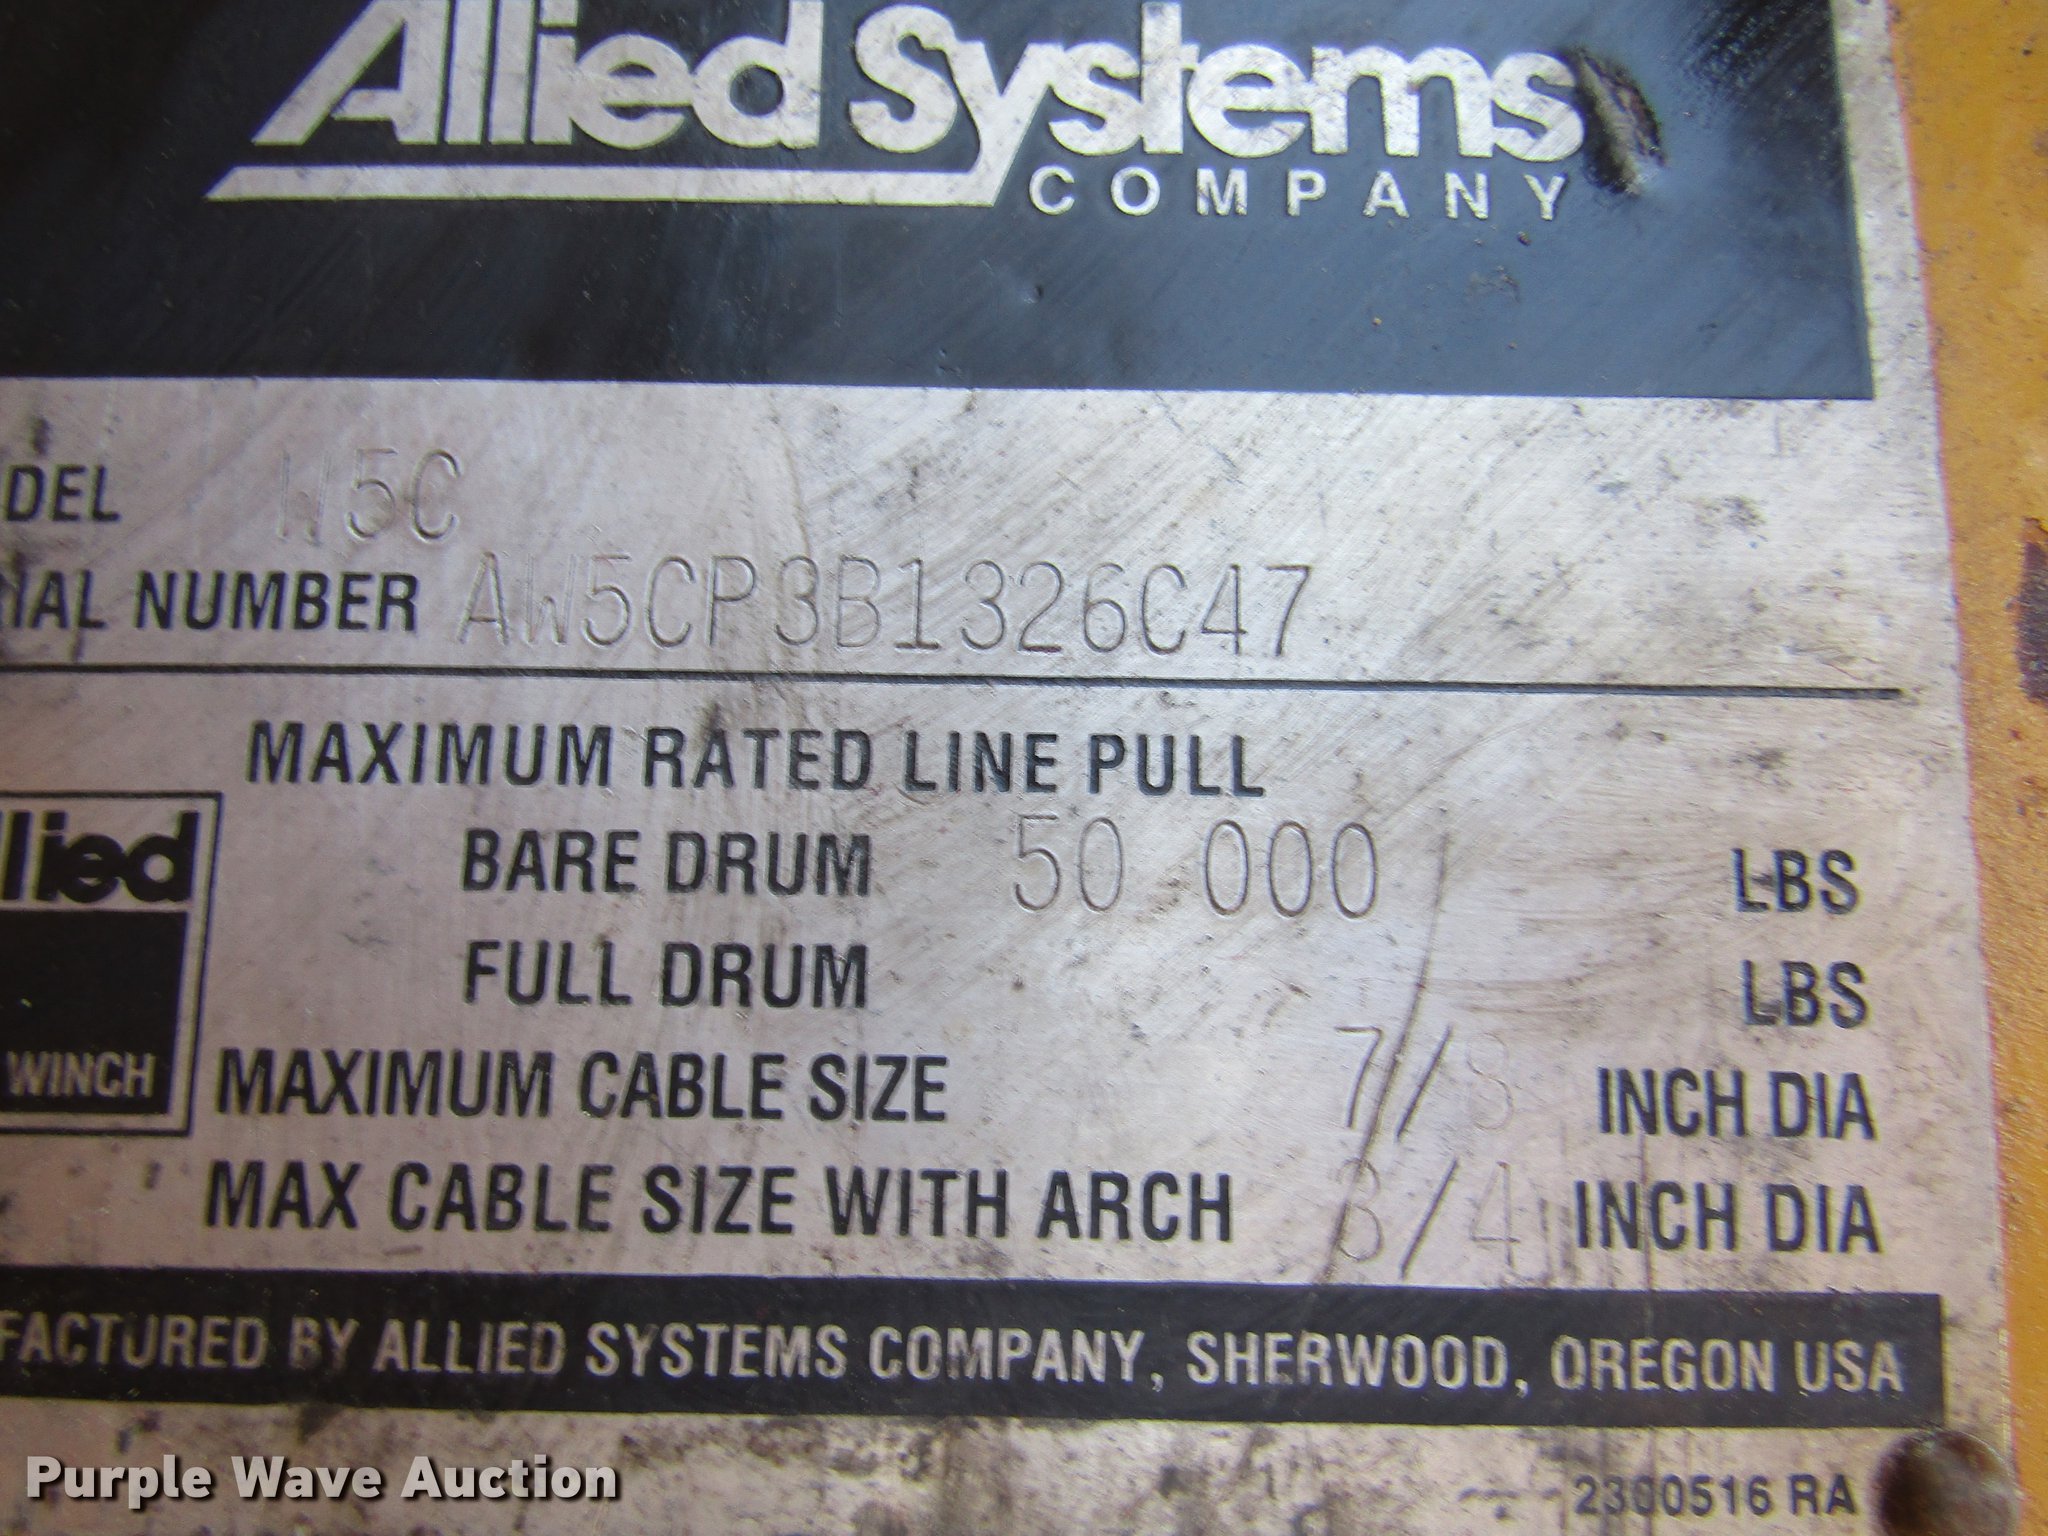 Allied Systems
COMPANY
DEL W5C
IAL NUMBER AW5CP3B1326C47
MAXIMUM RATED LINE PULL
BARE DRUM 50 000 LBS
FULL DRUM LBS
MAXIMUM CABLE SIZE 7/8 INCH DIA
MAX CABLE SIZE WITH ARCH 3/4 INCH DIA
llied
WINCH
FACTURED BY ALLIED SYSTEMS COMPANY, SHERWOOD, OREGON USA
2300516 RA
Purple Wave Auction